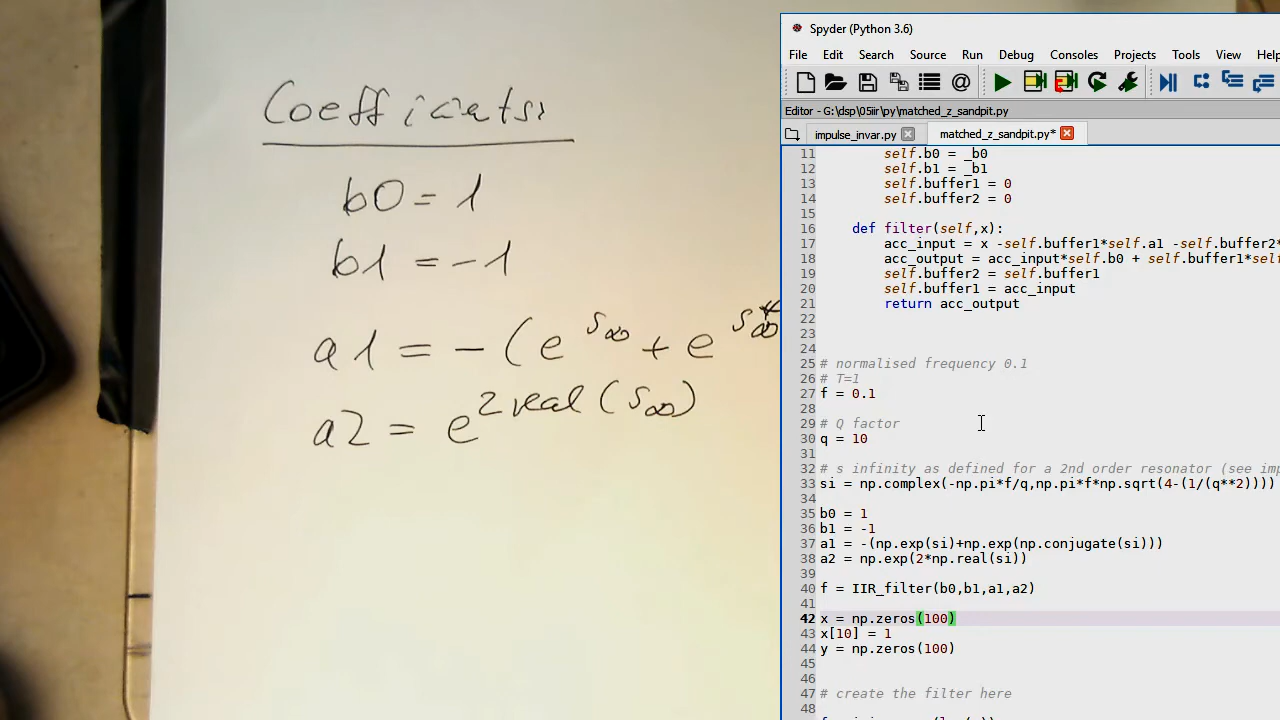 Coefficients:
b0 = 1
b1 = -1
a1 = -(e^s∞ + e^s∞*
a2 = e^2real(s∞)
Spyder (Python 3.6)
File Edit Search Source Run Debug Consoles Projects Tools View Help
Editor - G:\dsp\05iir\py\matched_z_sandpit.py
impulse_invar.py matched_z_sandpit.py*
11 self.b0 = _b0
12 self.b1 = _b1
13 self.buffer1 = 0
14 self.buffer2 = 0
15
16 def filter(self,x):
17 acc_input = x -self.buffer1*self.a1 -self.buffer2*
18 acc_output = acc_input*self.b0 + self.buffer1*self
19 self.buffer2 = self.buffer1
20 self.buffer1 = acc_input
21 return acc_output
22
23
24
25 # normalised frequency 0.1
26 # T=1
27 f = 0.1
28
29 # Q factor
30 q = 10
31
32 # s infinity as defined for a 2nd order resonator (see imp
33 si = np.complex(-np.pi*f/q,np.pi*f*np.sqrt(4-(1/(q**2))))
34
35 b0 = 1
36 b1 = -1
37 a1 = -(np.exp(si)+np.exp(np.conjugate(si)))
38 a2 = np.exp(2*np.real(si))
39
40 f = IIR_filter(b0,b1,a1,a2)
41
42 x = np.zeros(100)
43 x[10] = 1
44 y = np.zeros(100)
45
46
47 # create the filter here
48